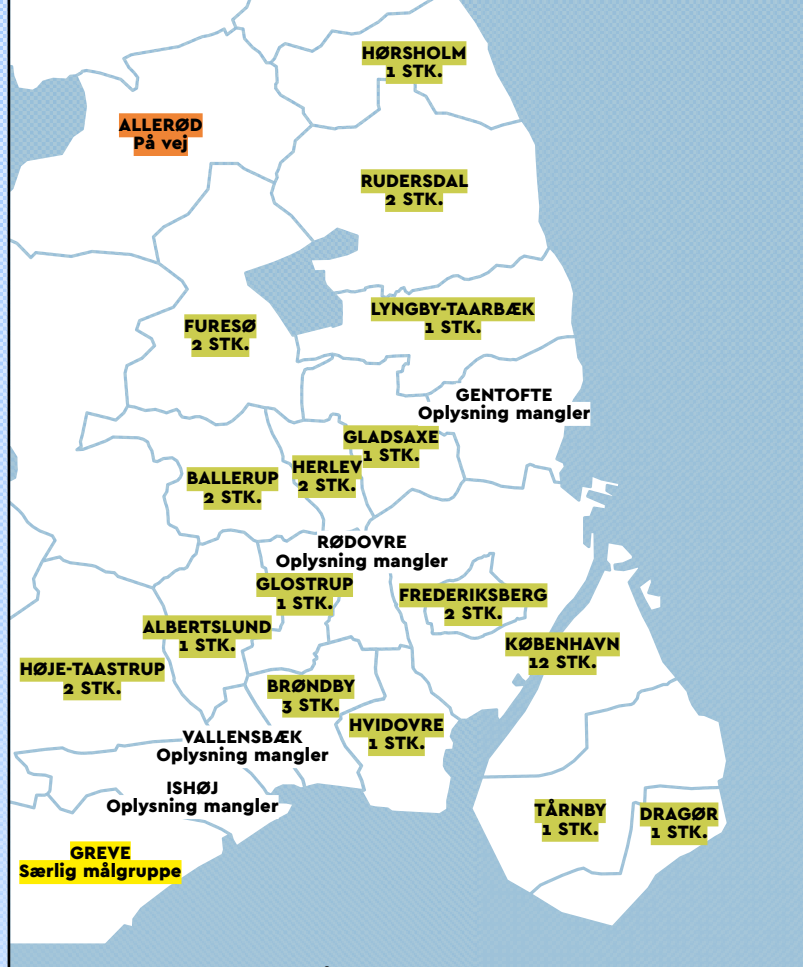 HØRSHOLM
1 STK.
ALLERØD
På vej
RUDERSDAL
2 STK.
LYNGBY-TAARBÆK
1 STK.
FURESØ
2 STK.
GENTOFTE
Oplysning mangler
GLADSAXE
1 STK.
HERLEV
2 STK.
BALLERUP
2 STK.
RØDOVRE
Oplysning mangler
GLOSTRUP
1 STK.
FREDERIKSBERG
2 STK.
ALBERTSLUND
1 STK.
KØBENHAVN
12 STK.
HØJE-TAASTRUP
2 STK.
BRØNDBY
3 STK.
HVIDOVRE
1 STK.
VALLENSBÆK
Oplysning mangler
ISHØJ
Oplysning mangler
TÅRNBY
1 STK.
DRAGØR
1 STK.
GREVE
Særlig målgruppe